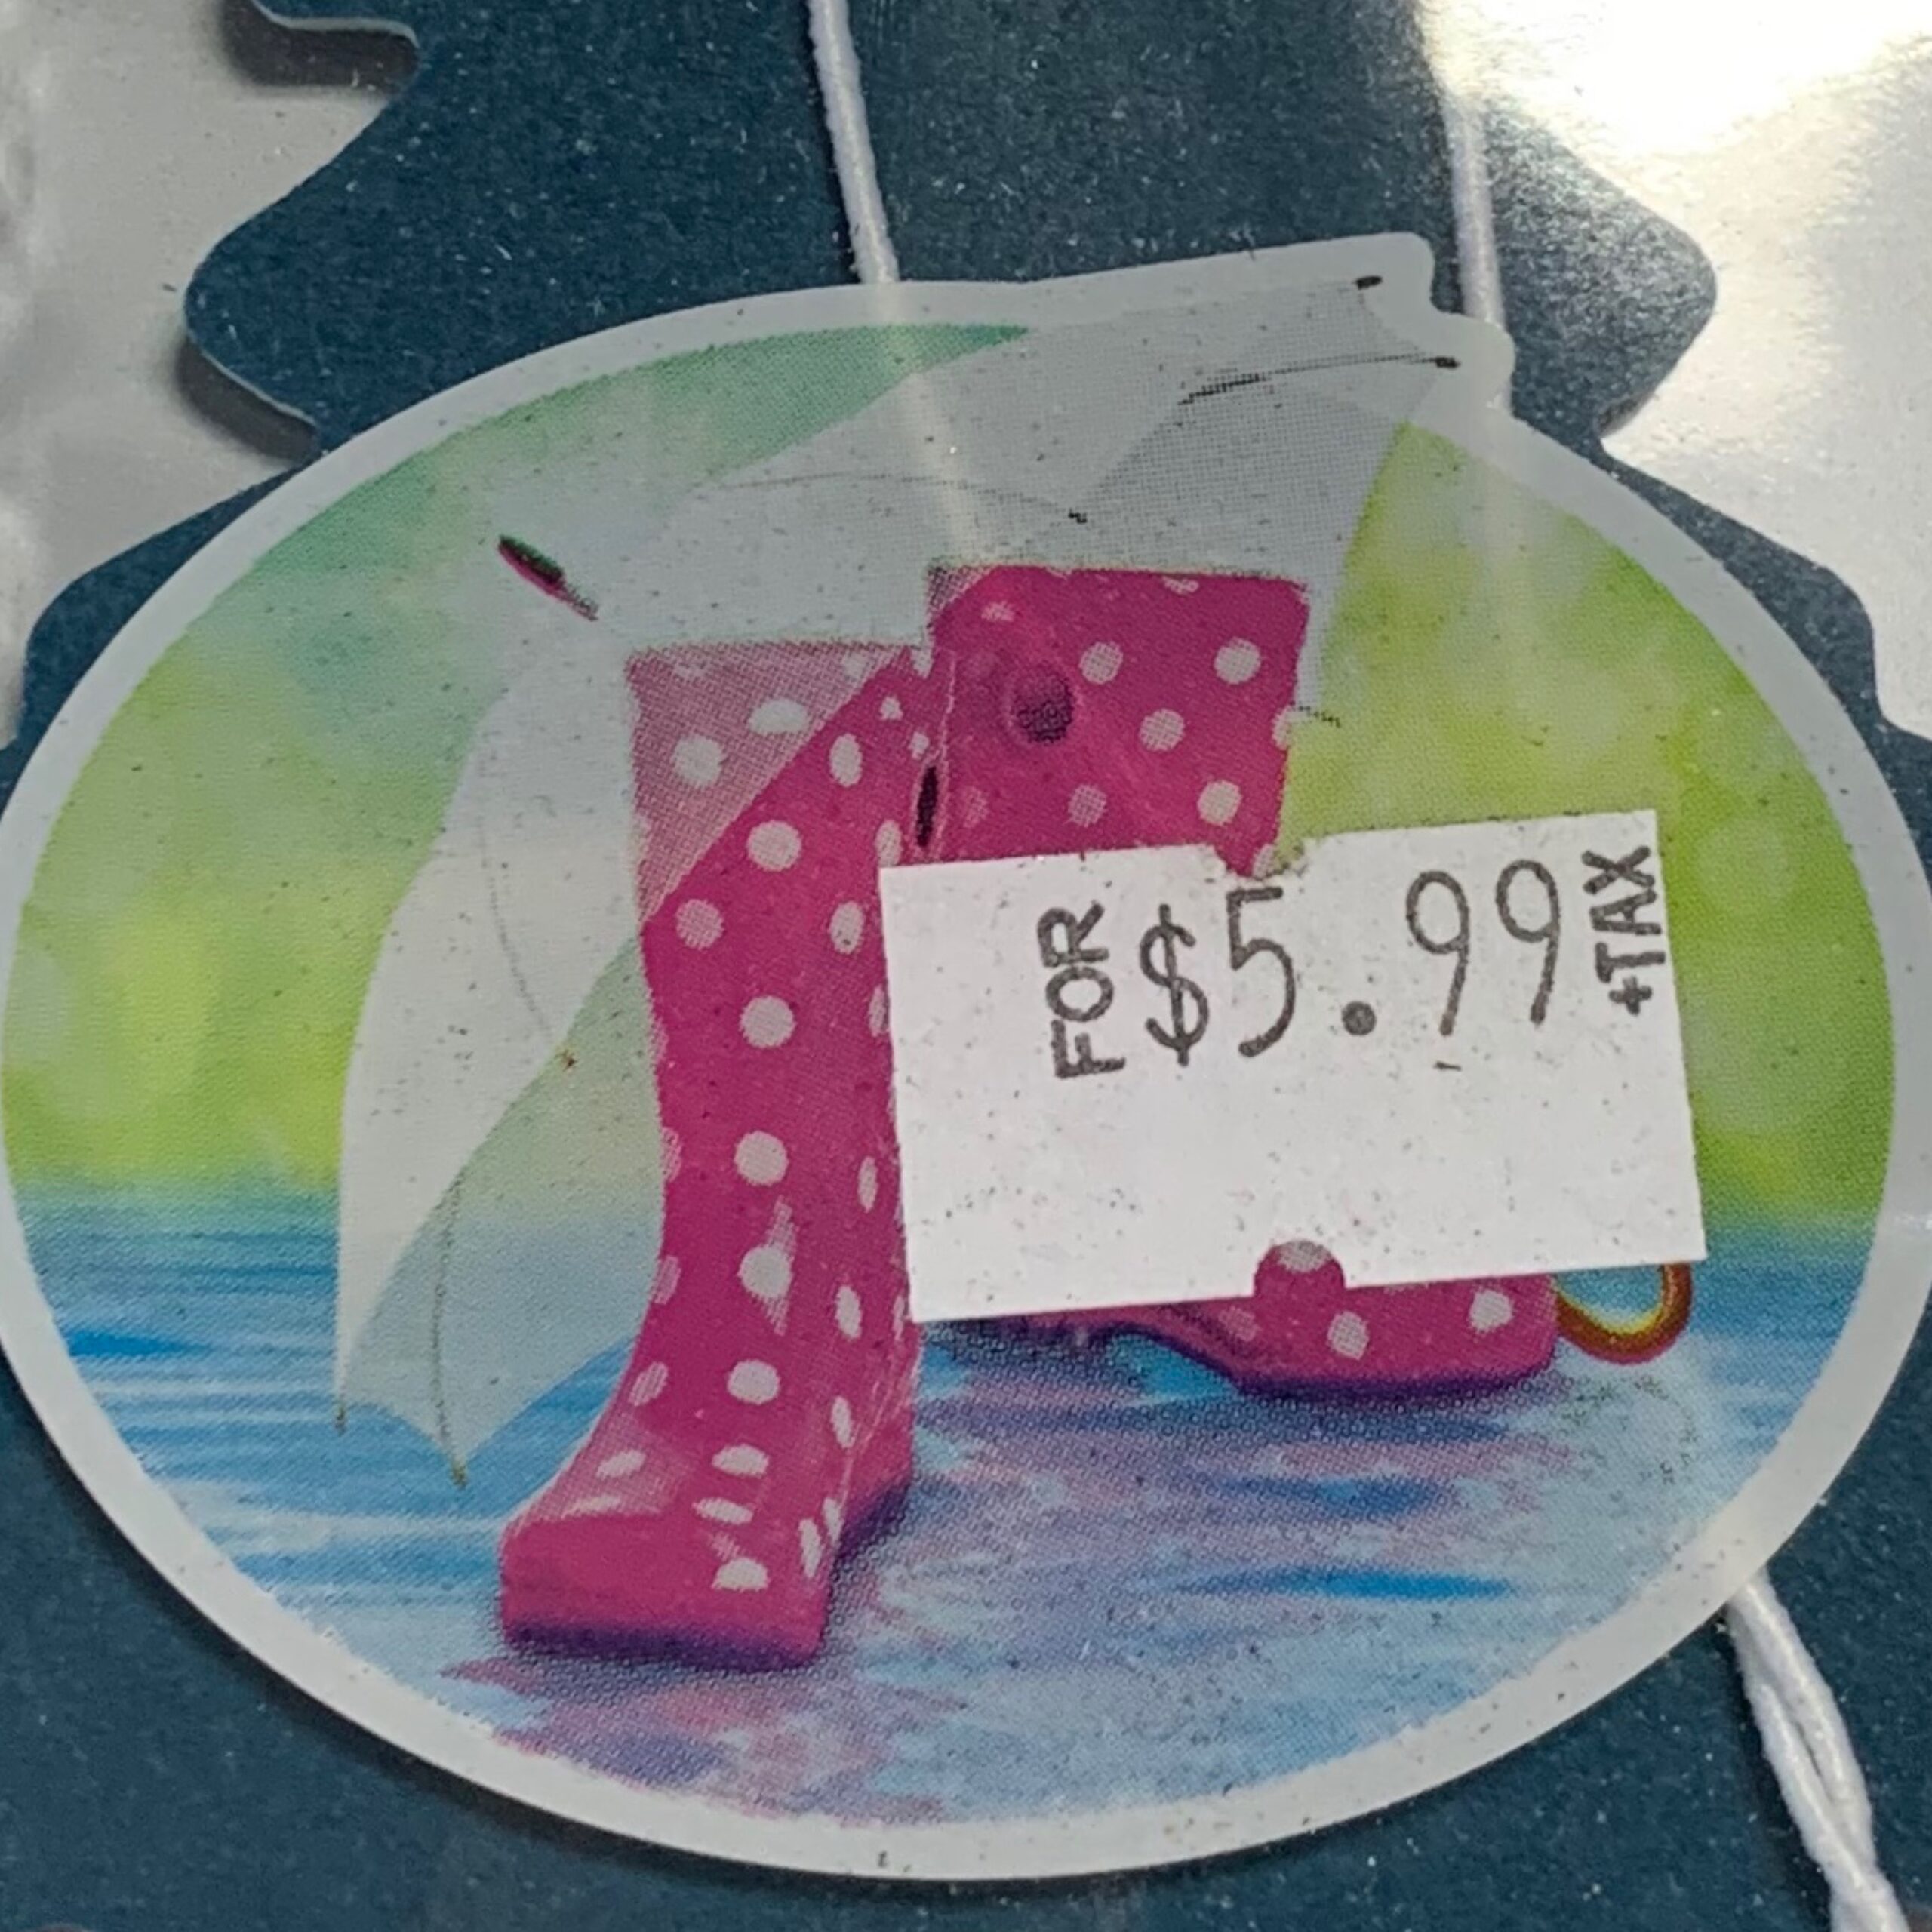 FOR $5.99 +TAX